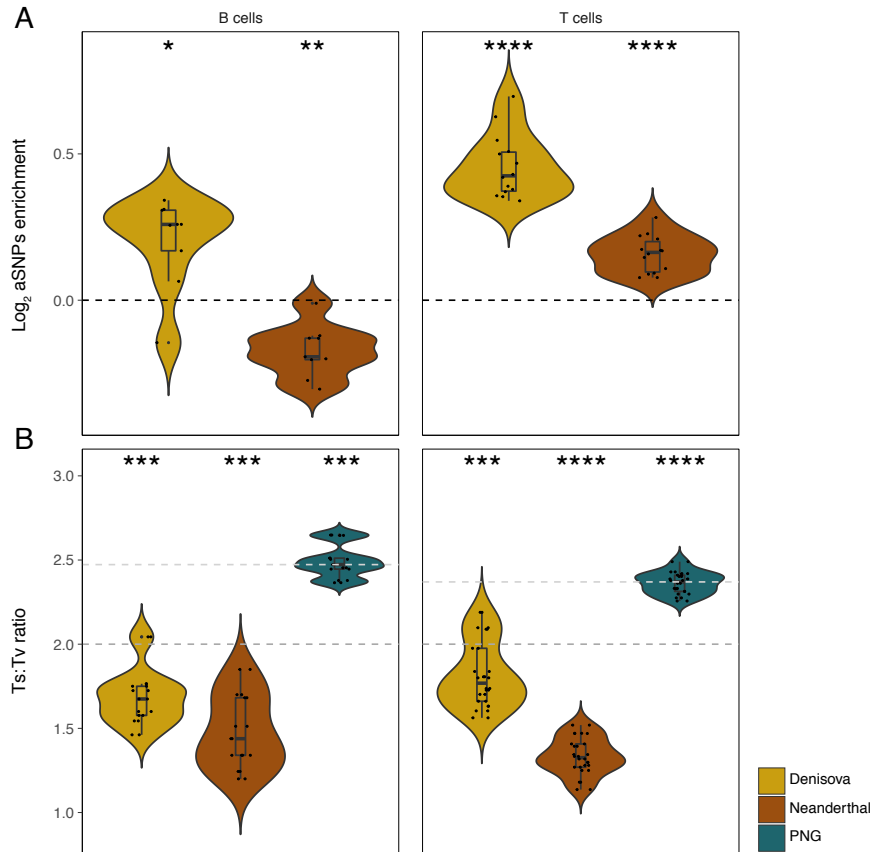 A
B cells
T cells
* ** **** ****
Log₂ aSNPs enrichment
0.5
0.0
B
*** *** *** *** **** ****
Ts:Tv ratio
3.0
2.5
2.0
1.5
1.0
Denisova
Neanderthal
PNG